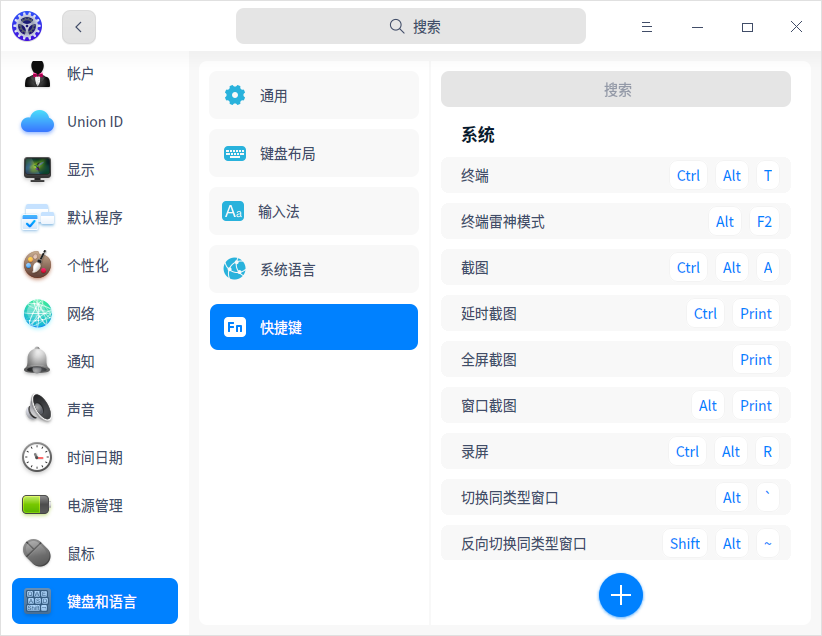 搜索
帐户
Union ID
显示
默认程序
个性化
网络
通知
声音
时间日期
电源管理
鼠标
键盘和语言
通用
键盘布局
Aa 输入法
系统语言
Fn 快捷键
搜索
系统
终端 Ctrl Alt T
终端雷神模式 Alt F2
截图 Ctrl Alt A
延时截图 Ctrl Print
全屏截图 Print
窗口截图 Alt Print
录屏 Ctrl Alt R
切换同类型窗口 Alt `
反向切换同类型窗口 Shift Alt ~